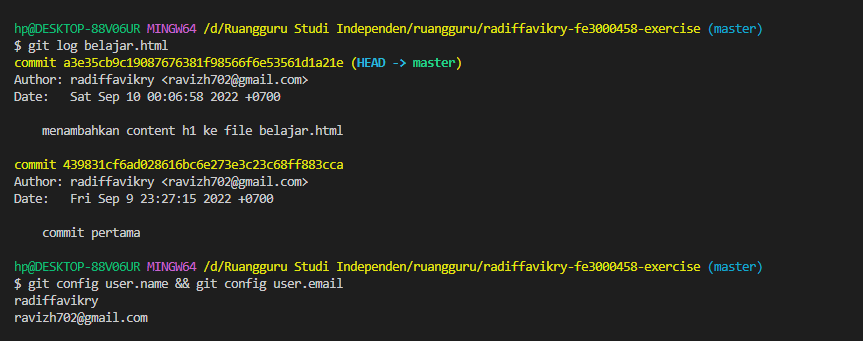 hp@DESKTOP-88V06UR MINGW64 /d/Ruangguru Studi Independen/ruangguru/radiffavikry-fe3000458-exercise (master)
$ git log belajar.html
commit a3e35cb9c19087676381f98566f6e53561d1a21e (HEAD -> master)
Author: radiffavikry <ravizh702@gmail.com>
Date:   Sat Sep 10 00:06:58 2022 +0700
    menambahkan content h1 ke file belajar.html
commit 439831cf6ad028616bc6e273e3c23c68ff883cca
Author: radiffavikry <ravizh702@gmail.com>
Date:   Fri Sep 9 23:27:15 2022 +0700
    commit pertama
hp@DESKTOP-88V06UR MINGW64 /d/Ruangguru Studi Independen/ruangguru/radiffavikry-fe3000458-exercise (master)
$ git config user.name && git config user.email
radiffavikry
ravizh702@gmail.com